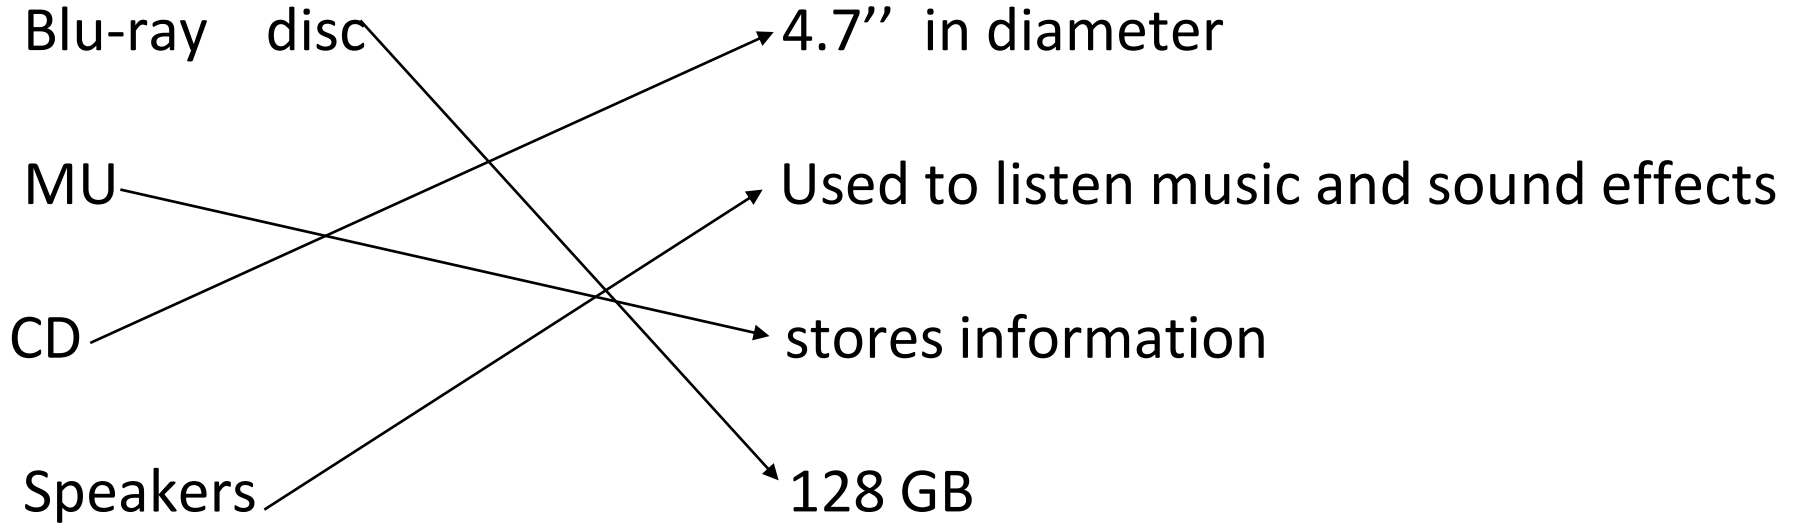 Blu-ray disc 4.7’’ in diameter
MU Used to listen music and sound effects
CD stores information
Speakers 128 GB